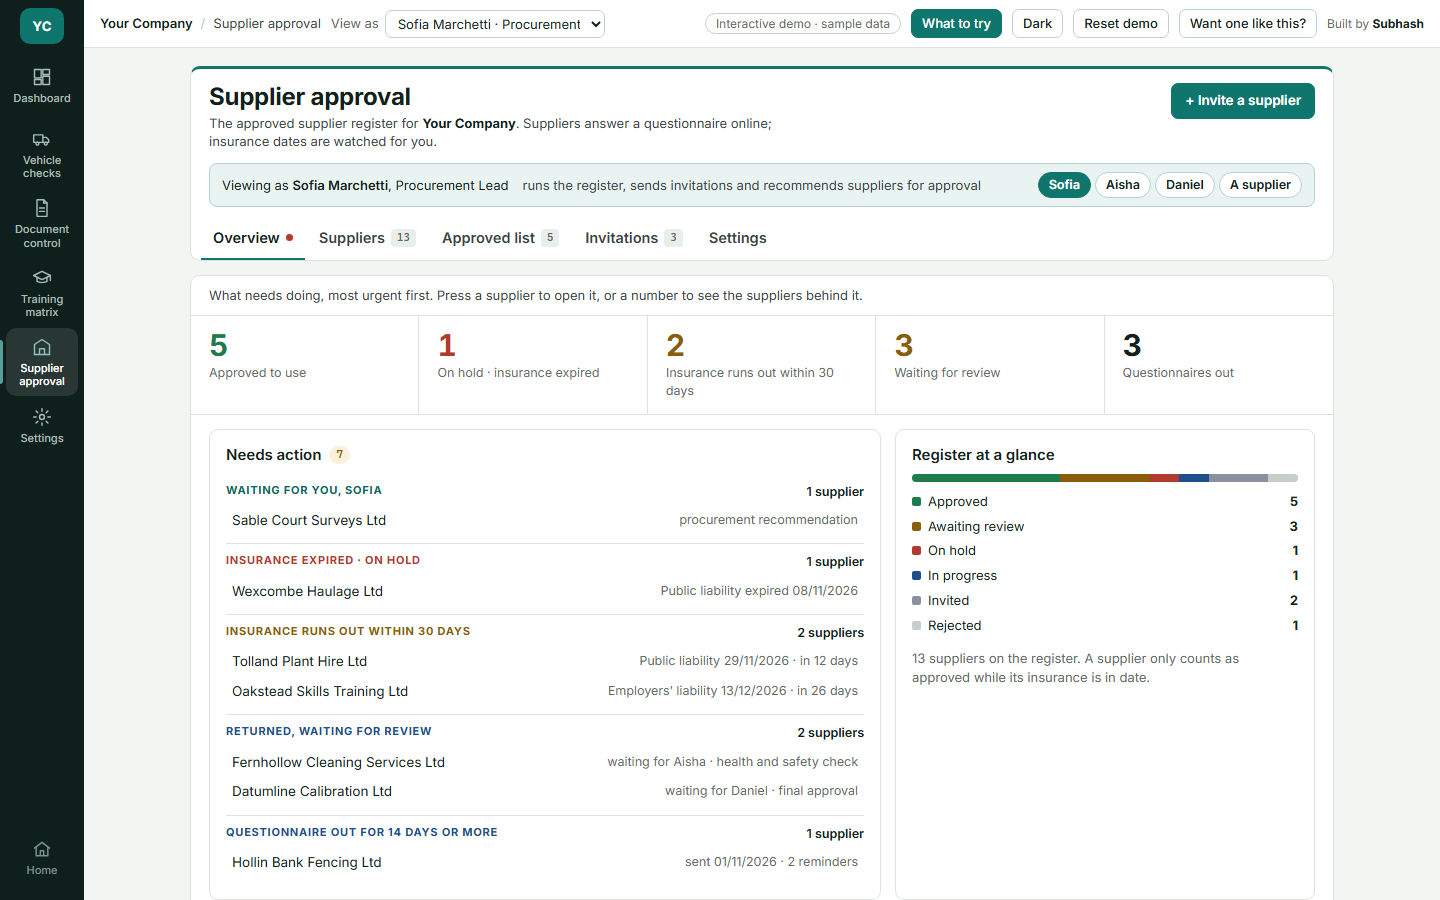 YC
Your Company / Supplier approval View as Sofia Marchetti · Procurement
Interactive demo · sample data
What to try
Dark
Reset demo
Want one like this?
Built by Subhash
Dashboard
Vehicle
checks
Document
control
Training
matrix
Supplier
approval
Settings
Home
Supplier approval
+ Invite a supplier
The approved supplier register for Your Company. Suppliers answer a questionnaire online;
insurance dates are watched for you.
Viewing as Sofia Marchetti, Procurement Lead runs the register, sends invitations and recommends suppliers for approval
Sofia
Aisha
Daniel
A supplier
Overview
Suppliers 13
Approved list 5
Invitations 3
Settings
What needs doing, most urgent first. Press a supplier to open it, or a number to see the suppliers behind it.
5
Approved to use
1
On hold · insurance expired
2
Insurance runs out within 30
days
3
Waiting for review
3
Questionnaires out
Needs action 7
WAITING FOR YOU, SOFIA 1 supplier
Sable Court Surveys Ltd procurement recommendation
INSURANCE EXPIRED · ON HOLD 1 supplier
Wexcombe Haulage Ltd Public liability expired 08/11/2026
INSURANCE RUNS OUT WITHIN 30 DAYS 2 suppliers
Tolland Plant Hire Ltd Public liability 29/11/2026 · in 12 days
Oakstead Skills Training Ltd Employers’ liability 13/12/2026 · in 26 days
RETURNED, WAITING FOR REVIEW 2 suppliers
Fernhollow Cleaning Services Ltd waiting for Aisha · health and safety check
Datumline Calibration Ltd waiting for Daniel · final approval
QUESTIONNAIRE OUT FOR 14 DAYS OR MORE 1 supplier
Hollin Bank Fencing Ltd sent 01/11/2026 · 2 reminders
Register at a glance
Approved 5
Awaiting review 3
On hold 1
In progress 1
Invited 2
Rejected 1
13 suppliers on the register. A supplier only counts as
approved while its insurance is in date.